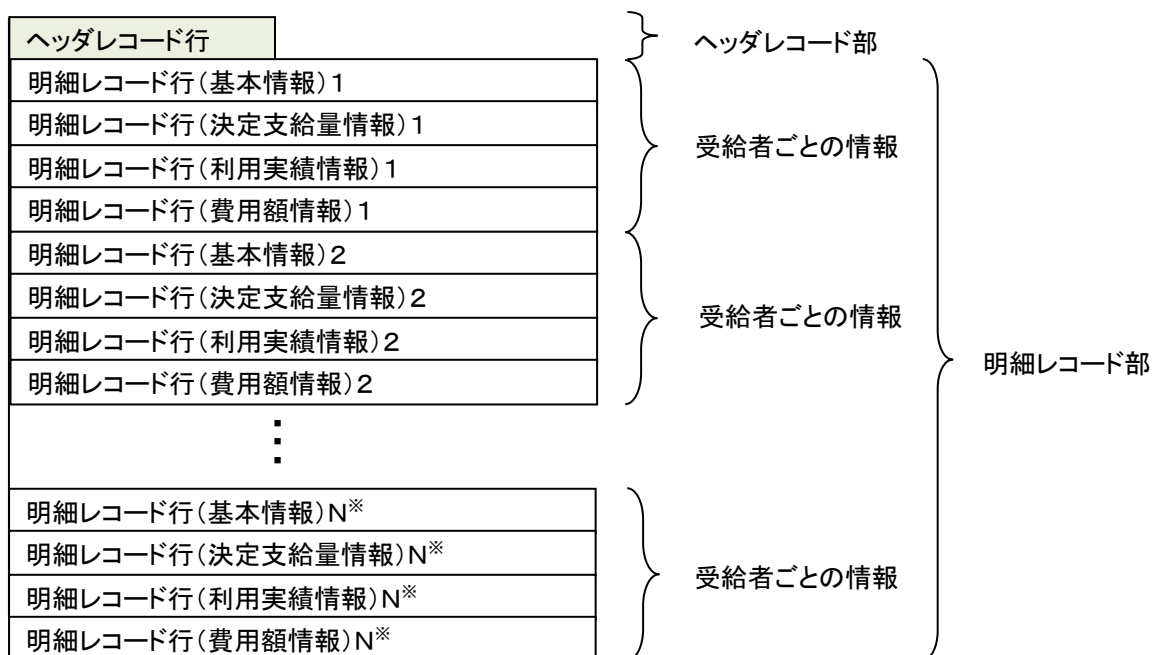 ヘッダレコード行
ヘッダレコード部
明細レコード行(基本情報)1
明細レコード行(決定支給量情報)1
明細レコード行(利用実績情報)1
明細レコード行(費用額情報)1
受給者ごとの情報
明細レコード行(基本情報)2
明細レコード行(決定支給量情報)2
明細レコード行(利用実績情報)2
明細レコード行(費用額情報)2
受給者ごとの情報
明細レコード部
⋮
明細レコード行(基本情報)N※
明細レコード行(決定支給量情報)N※
明細レコード行(利用実績情報)N※
明細レコード行(費用額情報)N※
受給者ごとの情報